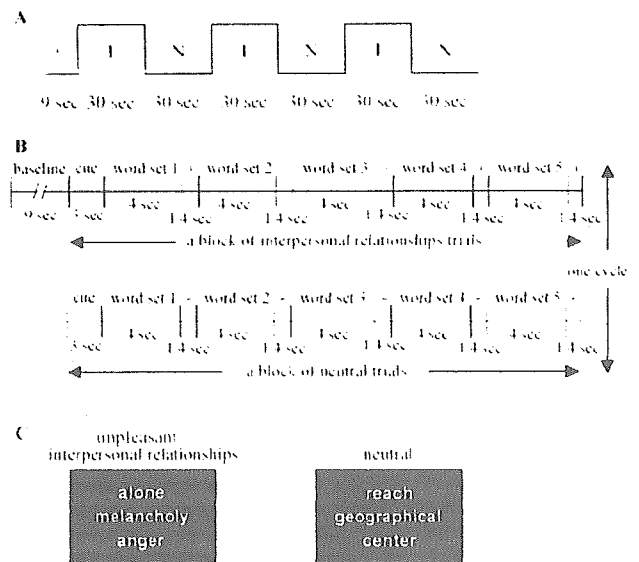 A
I N I N I N
9 sec 30 sec 30 sec 30 sec 30 sec 30 sec 30 sec
B
baseline cue word set 1 word set 2 word set 3 word set 4 word set 5
9 sec 3 sec 4 sec 1.4 sec 4 sec 1.4 sec 4 sec 1.4 sec 4 sec 1.4 sec 4 sec 1.4 sec
a block of interpersonal relationships trials
one cycle
cue word set 1 word set 2 word set 3 word set 4 word set 5
3 sec 4 sec 1.4 sec 4 sec 1.4 sec 4 sec 1.4 sec 4 sec 1.4 sec 4 sec 1.4 sec
a block of neutral trials
C
unpleasant
interpersonal relationships neutral
alone reach
melancholy geographical
anger center